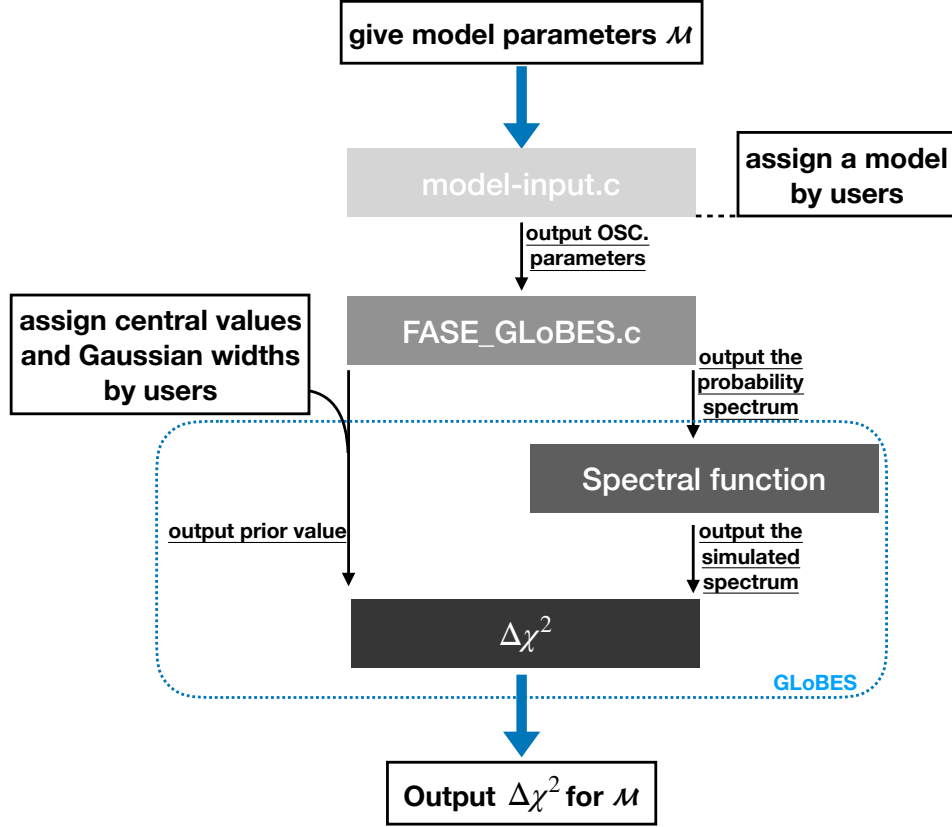 give model parameters ℳ
model-input.c
assign a model
by users
output OSC.
parameters
assign central values
and Gaussian widths
by users
FASE_GLoBES.c
output the
probability
spectrum
Spectral function
output prior value
output the
simulated
spectrum
Δχ²
GLoBES
Output Δχ² for ℳ